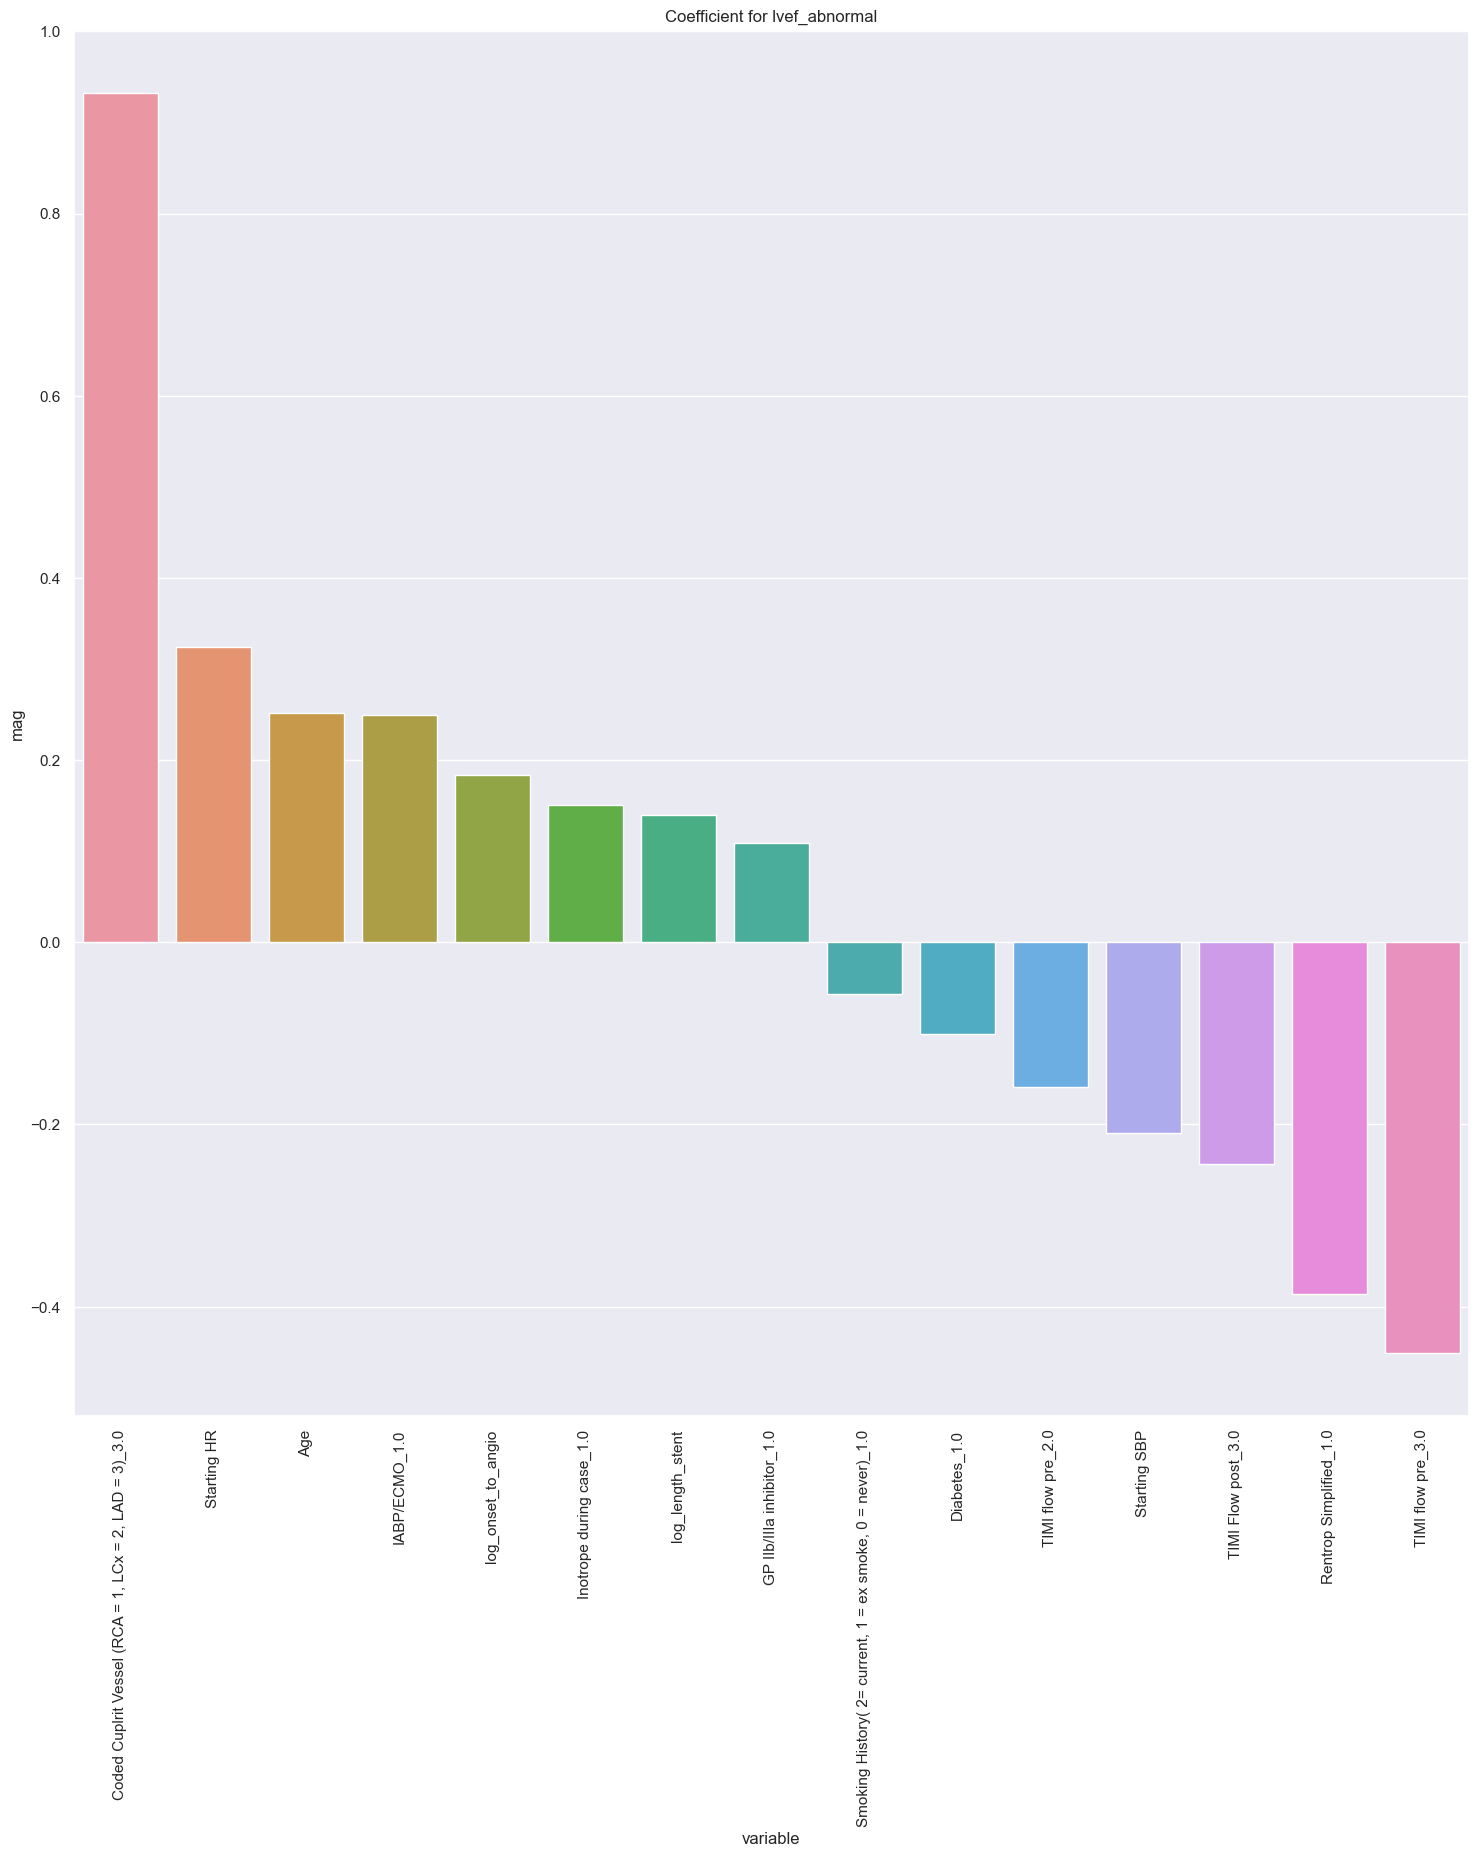 Coefficient for lvef_abnormal
1.0
0.8
0.6
0.4
0.2
0.0
−0.2
−0.4
mag
Coded Cuplrit Vessel (RCA = 1, LCx = 2, LAD = 3)_3.0
Starting HR
Age
IABP/ECMO_1.0
log_onset_to_angio
Inotrope during case_1.0
log_length_stent
GP IIb/IIIa inhibitor_1.0
Smoking History( 2= current, 1 = ex smoke, 0 = never)_1.0
Diabetes_1.0
TIMI flow pre_2.0
Starting SBP
TIMI Flow post_3.0
Rentrop Simplified_1.0
TIMI flow pre_3.0
variable